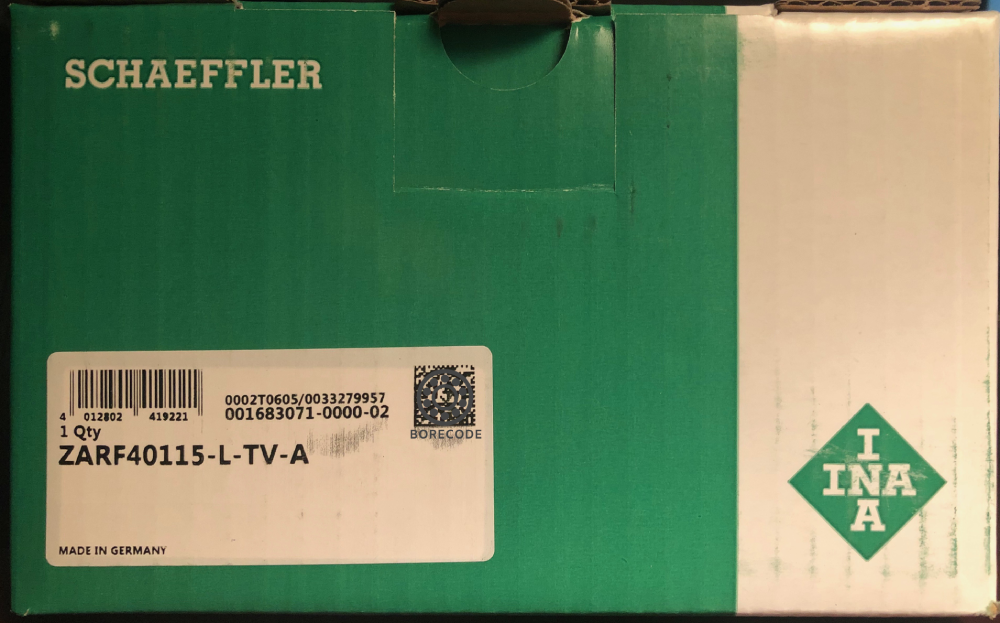 SCHAEFFLER
4 012802 419221
0002T0605/0033279957
001683071-0000-02
BORECODE
1 Qty
ZARF40115-L-TV-A
MADE IN GERMANY
I
INA
A